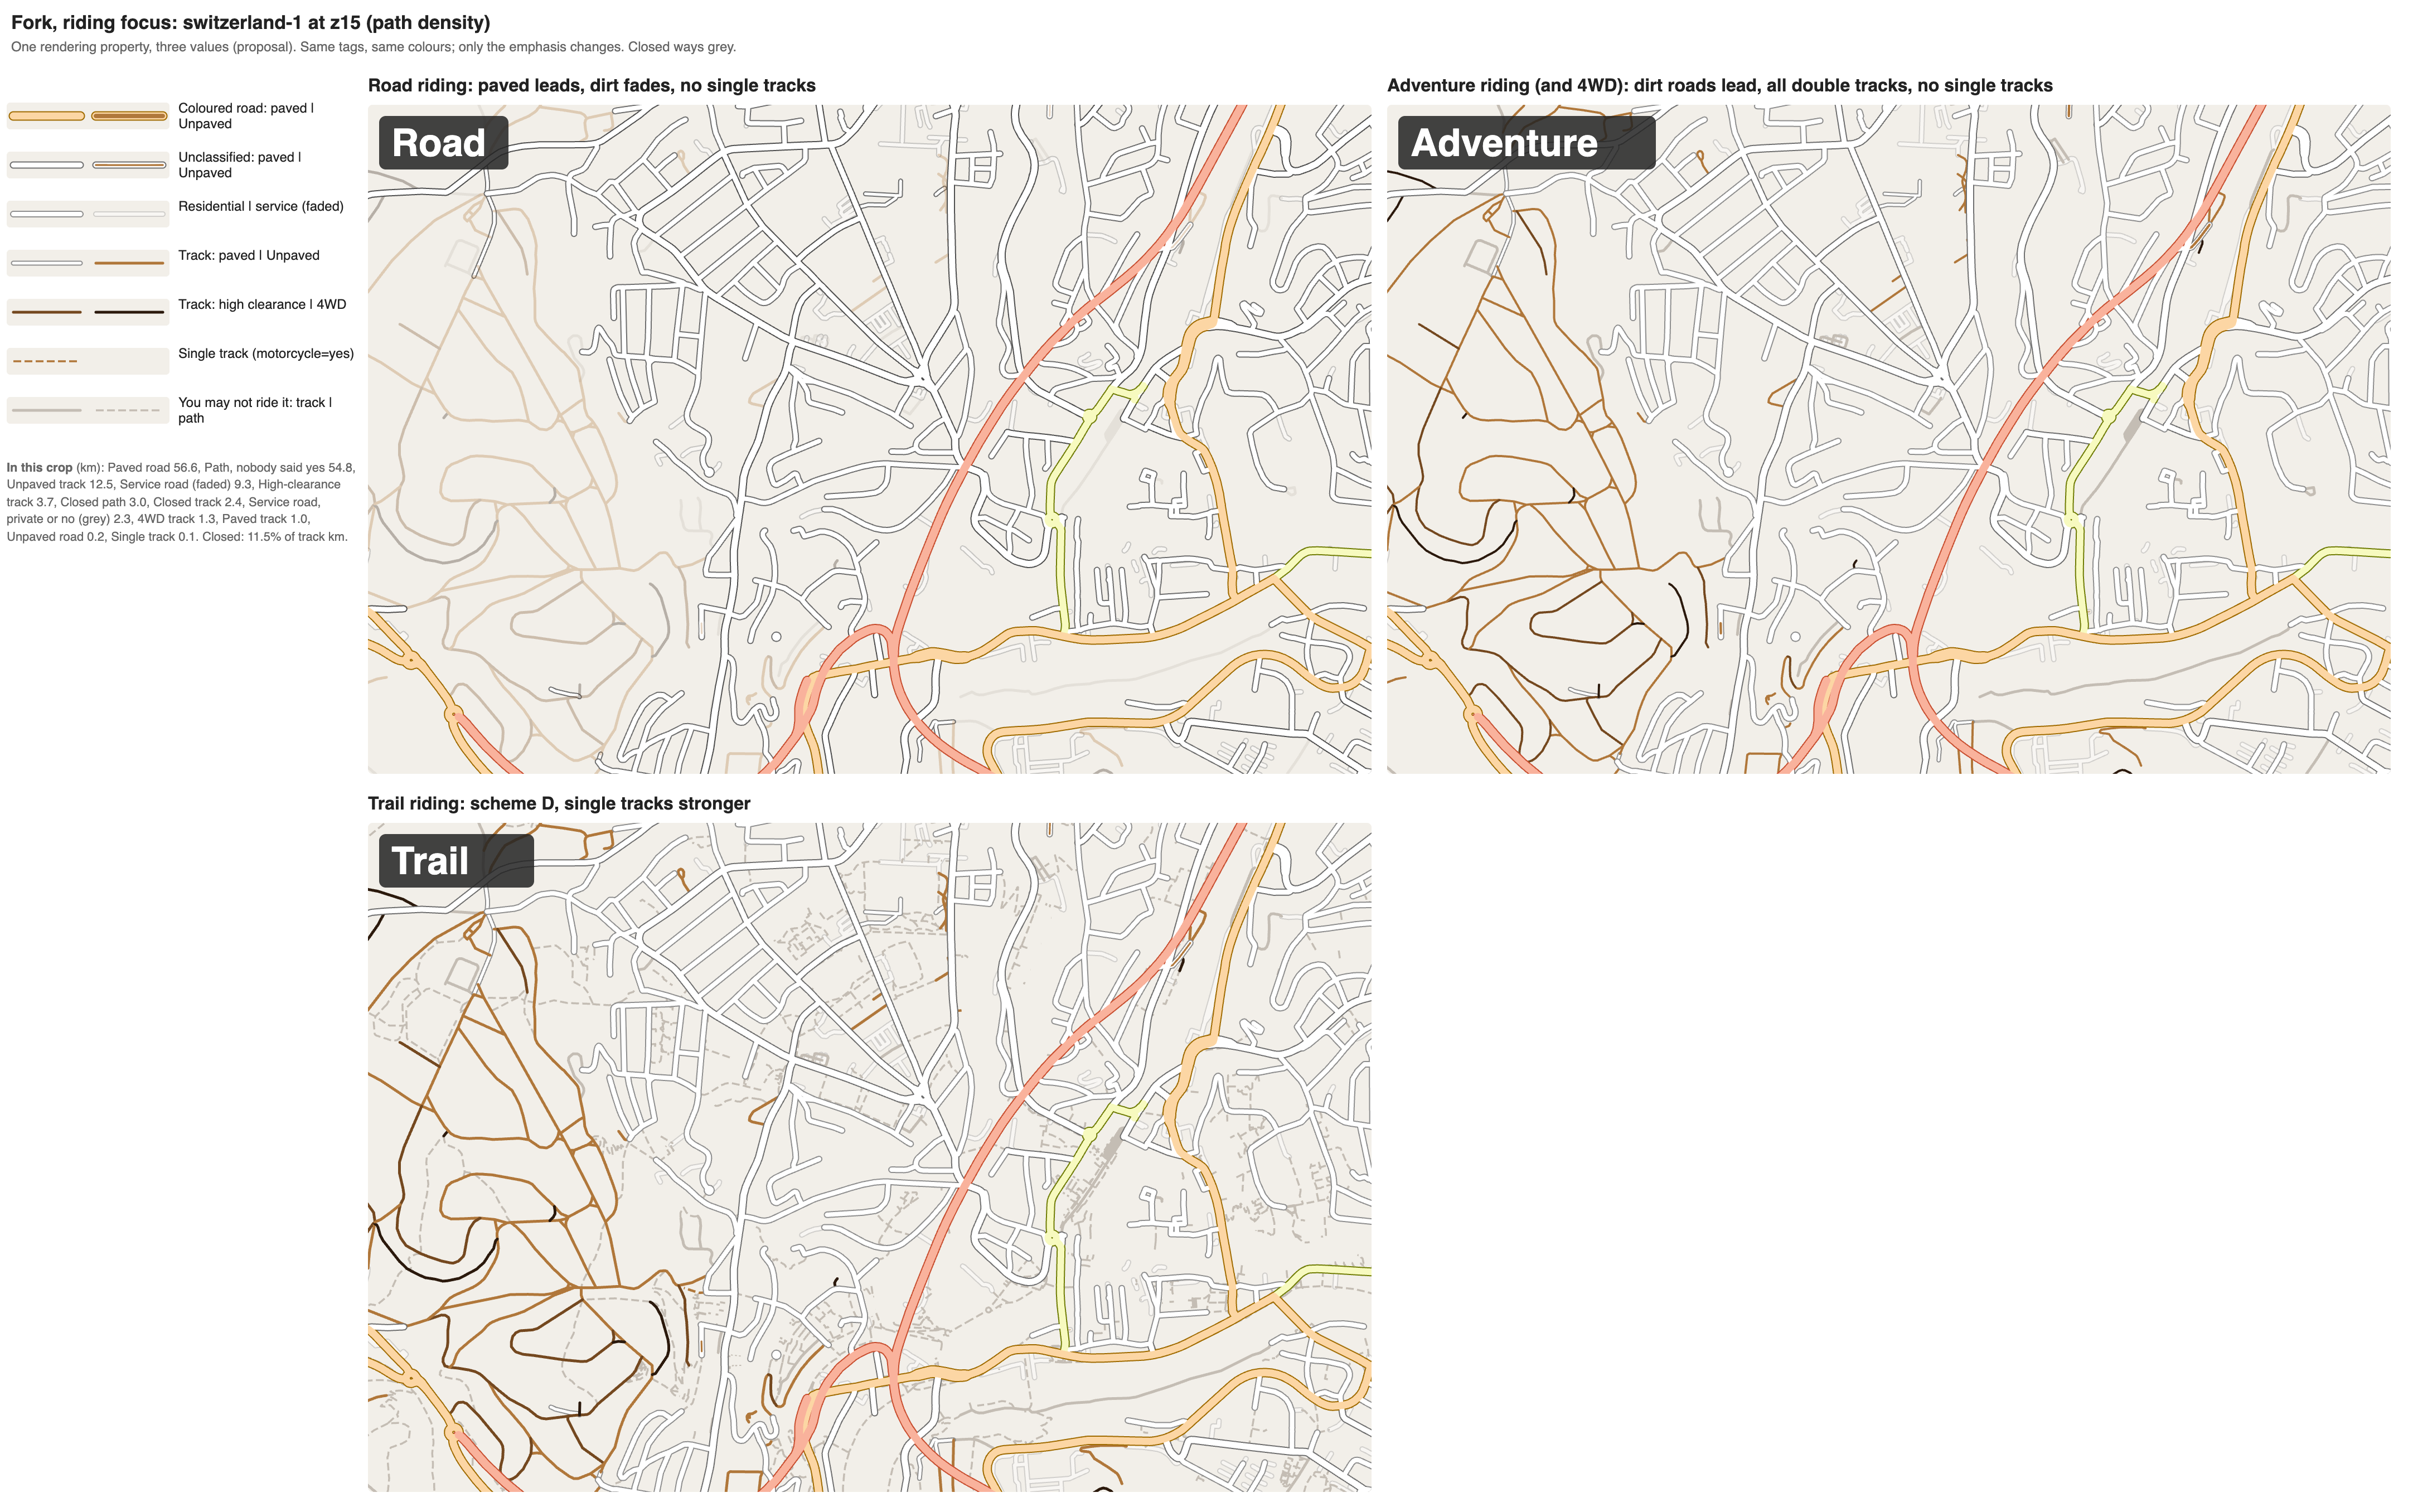 Fork, riding focus: switzerland-1 at z15 (path density)
One rendering property, three values (proposal). Same tags, same colours; only the emphasis changes. Closed ways grey.
Coloured road: paved |
Unpaved
Unclassified: paved |
Unpaved
Residential | service (faded)
Track: paved | Unpaved
Track: high clearance | 4WD
Single track (motorcycle=yes)
You may not ride it: track |
path
In this crop (km): Paved road 56.6, Path, nobody said yes 54.8,
Unpaved track 12.5, Service road (faded) 9.3, High-clearance
track 3.7, Closed path 3.0, Closed track 2.4, Service road,
private or no (grey) 2.3, 4WD track 1.3, Paved track 1.0,
Unpaved road 0.2, Single track 0.1. Closed: 11.5% of track km.
Road riding: paved leads, dirt fades, no single tracks
Road
Adventure riding (and 4WD): dirt roads lead, all double tracks, no single tracks
Adventure
Trail riding: scheme D, single tracks stronger
Trail